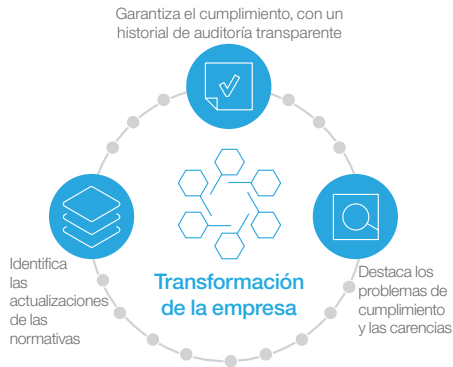 Garantiza el cumplimiento, con un
historial de auditoría transparente
Identifica
las
actualizaciones
de las
normativas
Transformación
de la empresa
Destaca los
problemas de
cumplimiento
y las carencias